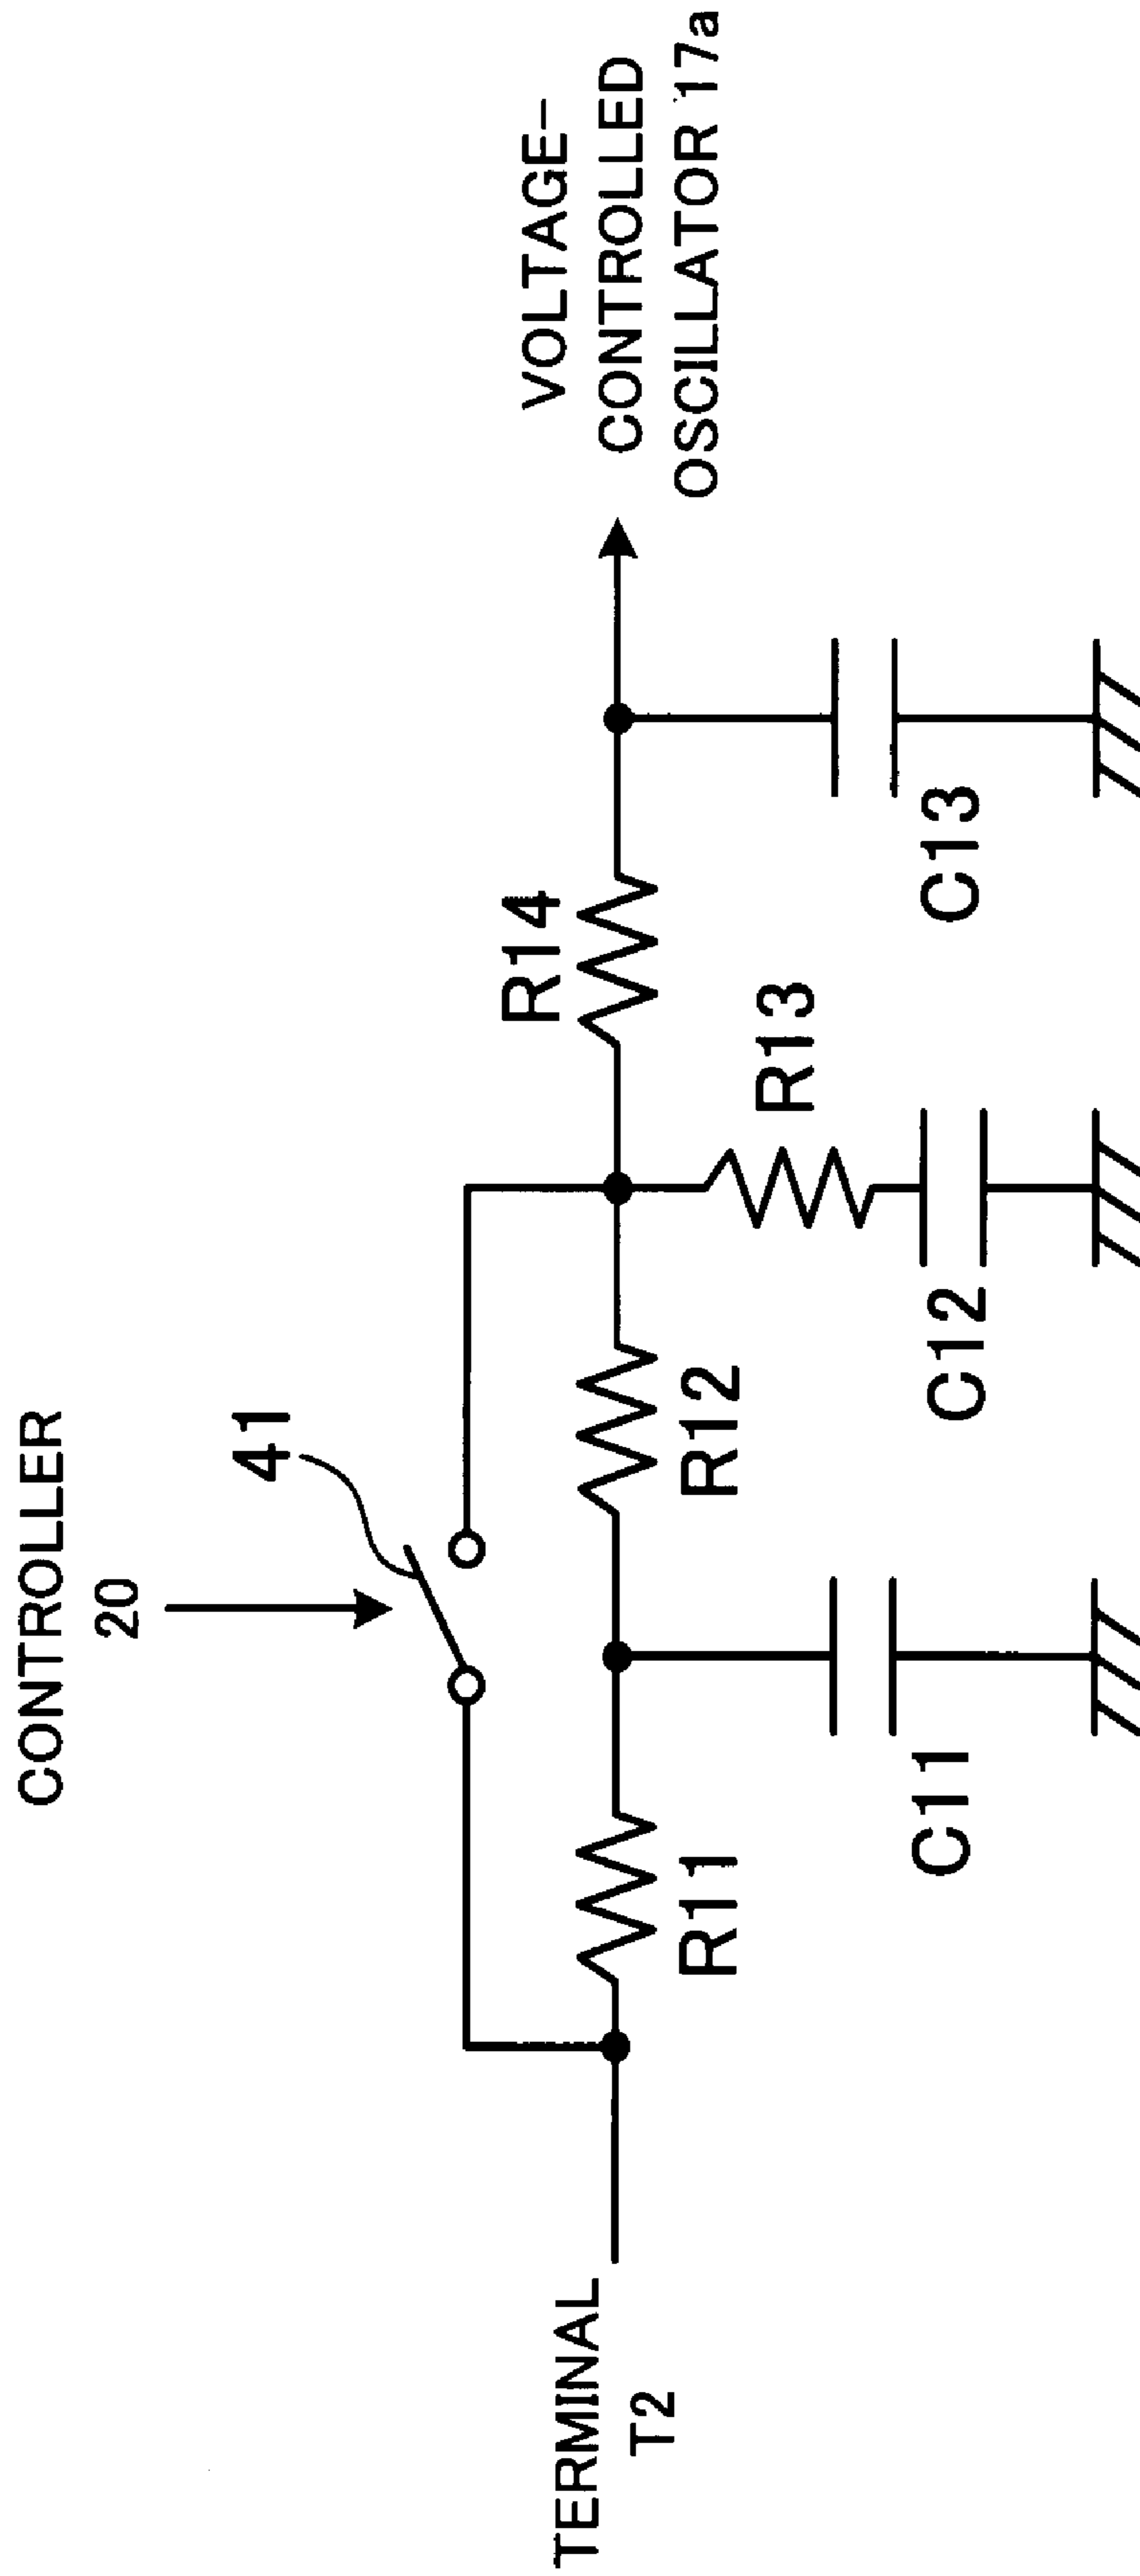 CONTROLLER
20
41
TERMINAL
T2
R11
C11
R12
C12
R13
R14
C13
VOLTAGE-
CONTROLLED
OSCILLATOR 17a